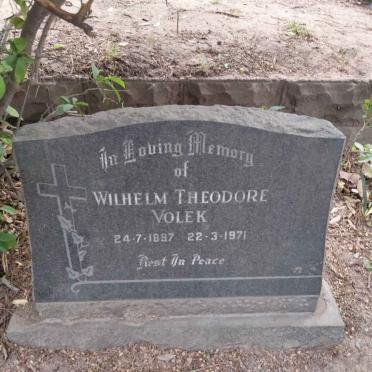 In Loving Memory
of
WILHELM THEODORE
VOLEK
24-7-1897 22-3-1971
Rest In Peace